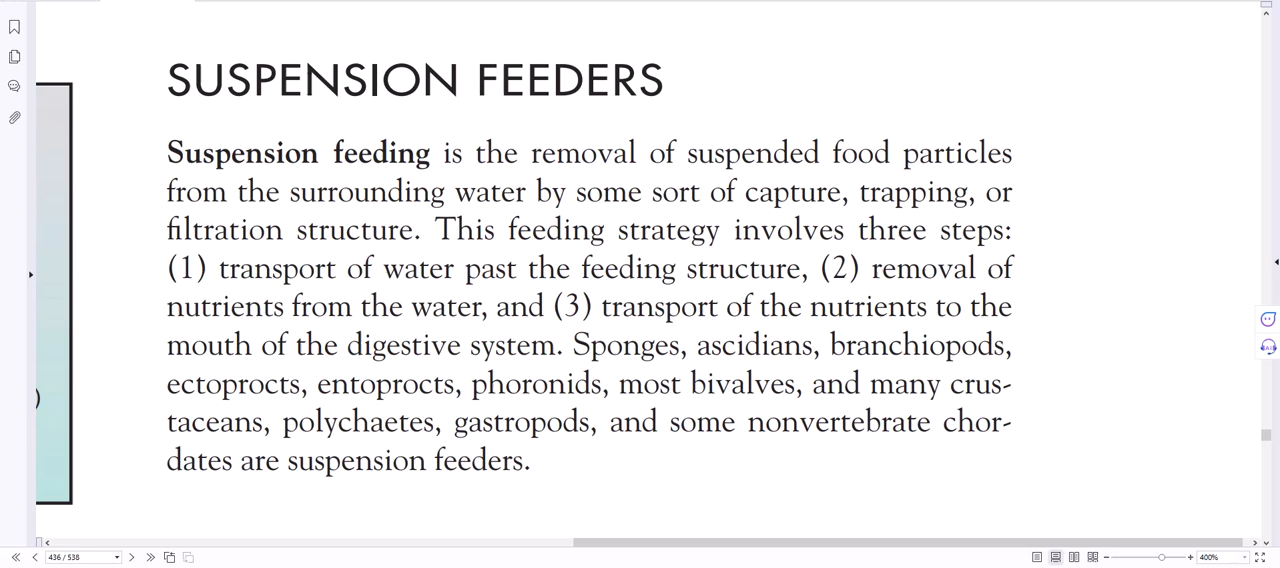 SUSPENSION FEEDERS
Suspension feeding is the removal of suspended food particles
from the surrounding water by some sort of capture, trapping, or
filtration structure. This feeding strategy involves three steps:
(1) transport of water past the feeding structure, (2) removal of
nutrients from the water, and (3) transport of the nutrients to the
mouth of the digestive system. Sponges, ascidians, branchiopods,
ectoprocts, entoprocts, phoronids, most bivalves, and many crus-
taceans, polychaetes, gastropods, and some nonvertebrate chor-
dates are suspension feeders.
)
436 / 538
400%